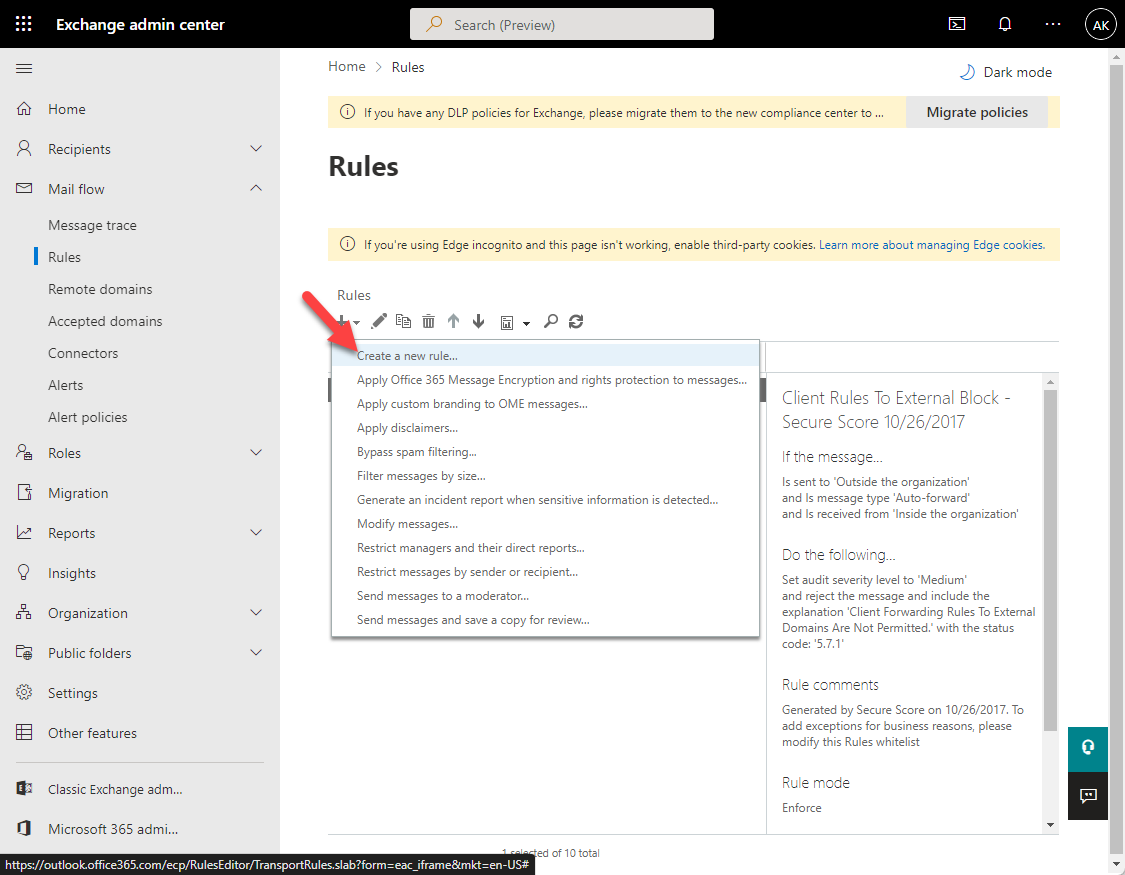 Exchange admin center
Search (Preview)
AK
Home
Recipients
Mail flow
Message trace
Rules
Remote domains
Accepted domains
Connectors
Alerts
Alert policies
Roles
Migration
Reports
Insights
Organization
Public folders
Settings
Other features
Classic Exchange adm...
Microsoft 365 admi...
https://outlook.office365.com/ecp/RulesEditor/TransportRules.slab?form=eac_iframe&mkt=en-US#
Home > Rules
Dark mode
If you have any DLP policies for Exchange, please migrate them to the new compliance center to ...
Migrate policies
Rules
If you're using Edge incognito and this page isn't working, enable third-party cookies. Learn more about managing Edge cookies.
Rules
Create a new rule...
Apply Office 365 Message Encryption and rights protection to messages...
Apply custom branding to OME messages...
Apply disclaimers...
Bypass spam filtering...
Filter messages by size...
Generate an incident report when sensitive information is detected...
Modify messages...
Restrict managers and their direct reports...
Restrict messages by sender or recipient...
Send messages to a moderator...
Send messages and save a copy for review...
Client Rules To External Block -
Secure Score 10/26/2017
If the message...
Is sent to 'Outside the organization'
and Is message type 'Auto-forward'
and Is received from 'Inside the organization'
Do the following...
Set audit severity level to 'Medium'
and reject the message and include the
explanation 'Client Forwarding Rules To External
Domains Are Not Permitted.' with the status
code: '5.7.1'
Rule comments
Generated by Secure Score on 10/26/2017. To
add exceptions for business reasons, please
modify this Rules whitelist
Rule mode
Enforce
1 selected of 10 total